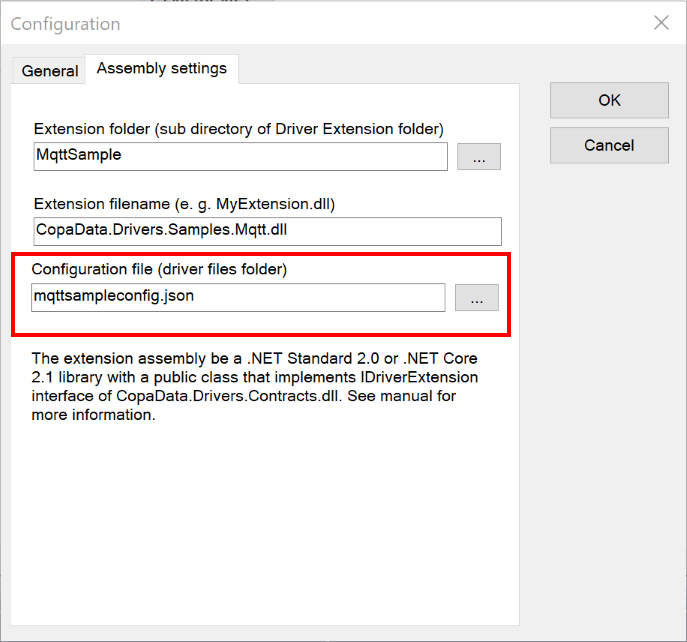 Configuration
General
Assembly settings
OK
Cancel
Extension folder (sub directory of Driver Extension folder)
MqttSample
...
Extension filename (e. g. MyExtension.dll)
CopaData.Drivers.Samples.Mqtt.dll
Configuration file (driver files folder)
mqttsampleconfig.json
...
The extension assembly be a .NET Standard 2.0 or .NET Core
2.1 library with a public class that implements IDriverExtension
interface of CopaData.Drivers.Contracts.dll. See manual for
more information.